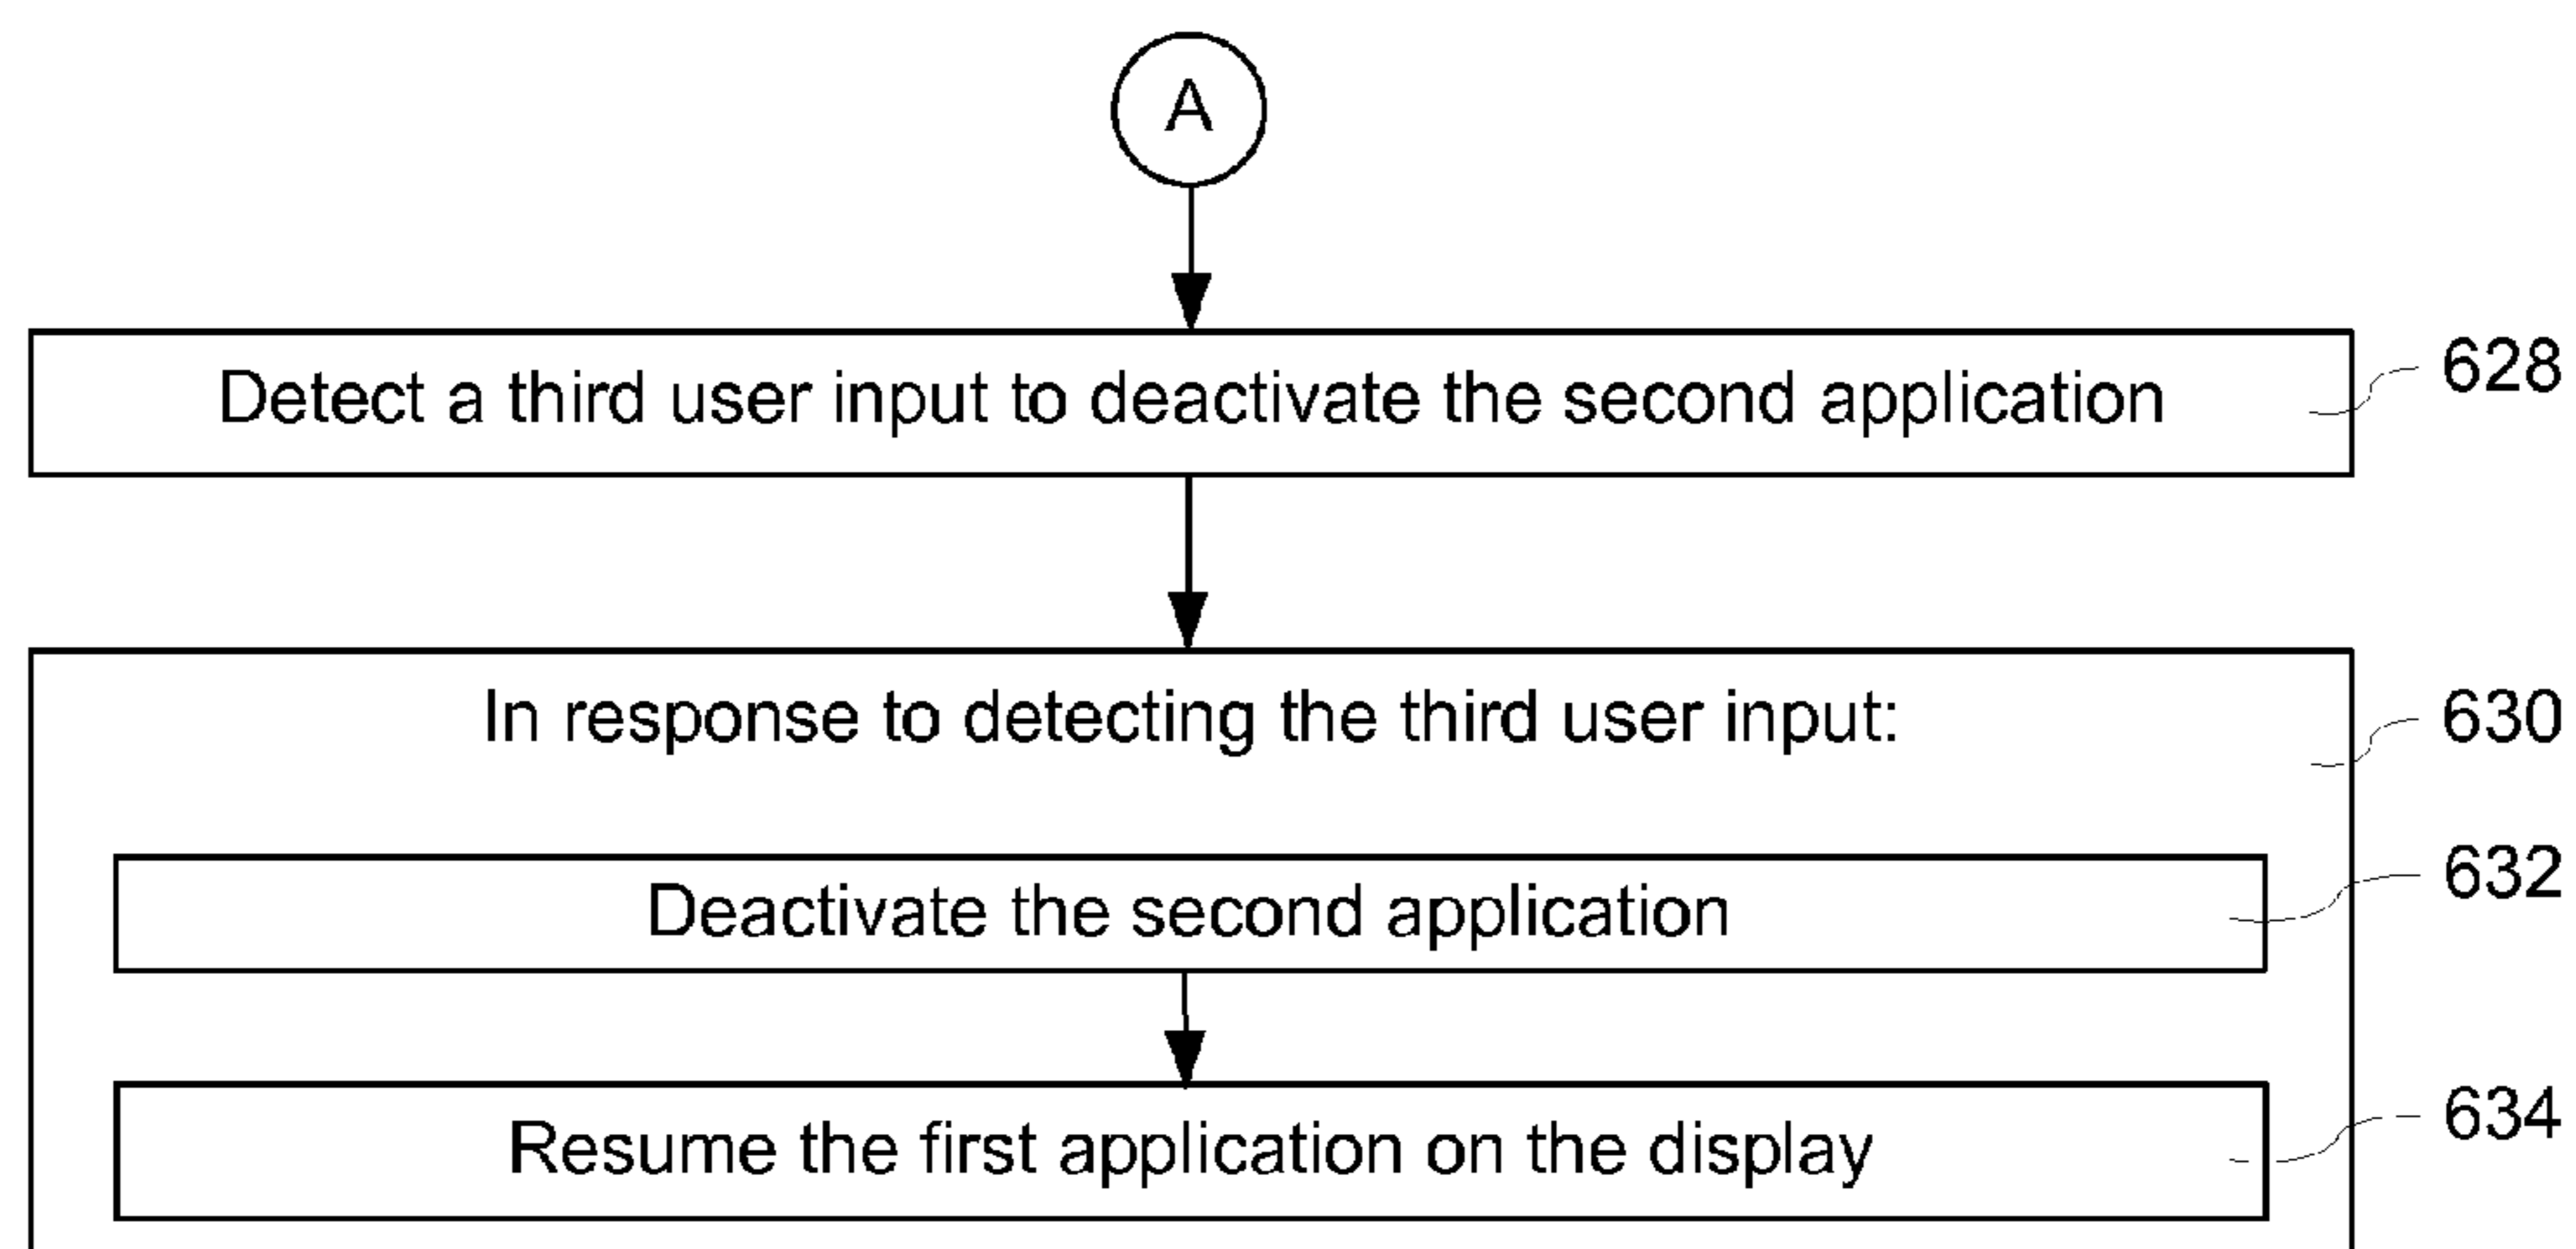 A
Detect a third user input to deactivate the second application
628
In response to detecting the third user input:
630
Deactivate the second application
632
Resume the first application on the display
634